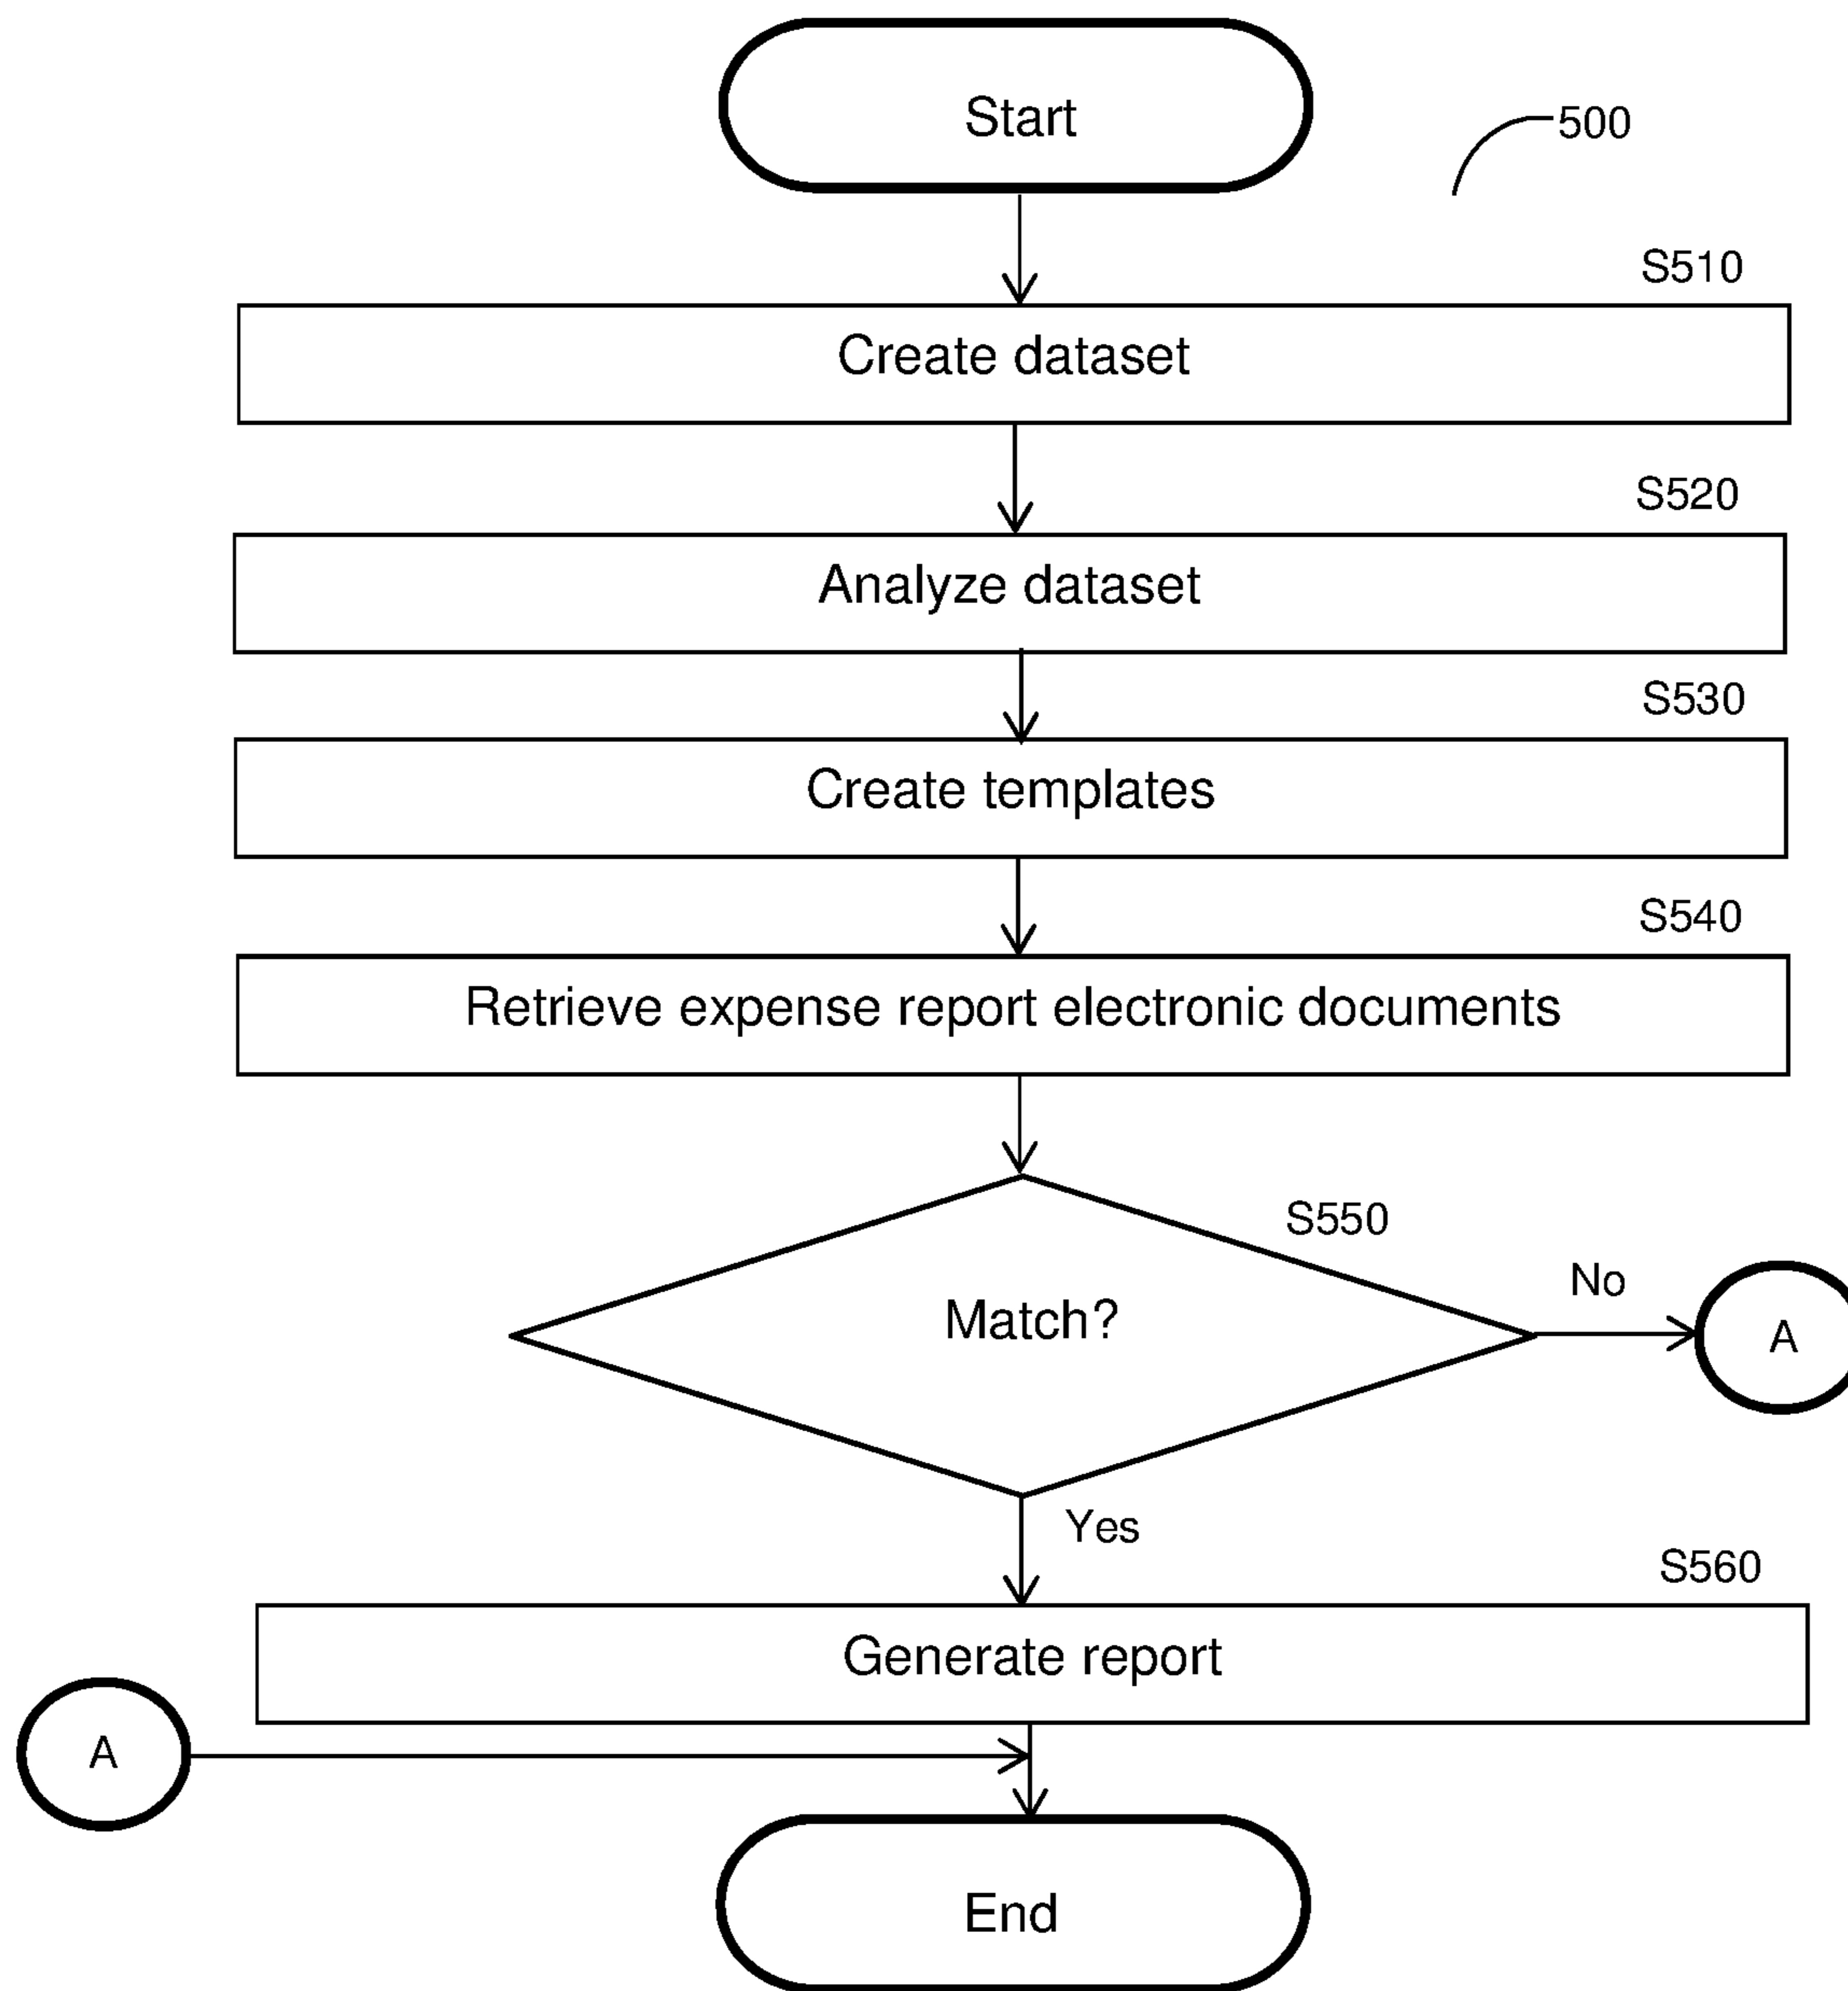 Start
500
S510
Create dataset
S520
Analyze dataset
S530
Create templates
S540
Retrieve expense report electronic documents
S550
Match?
No
A
Yes
S560
Generate report
A
End